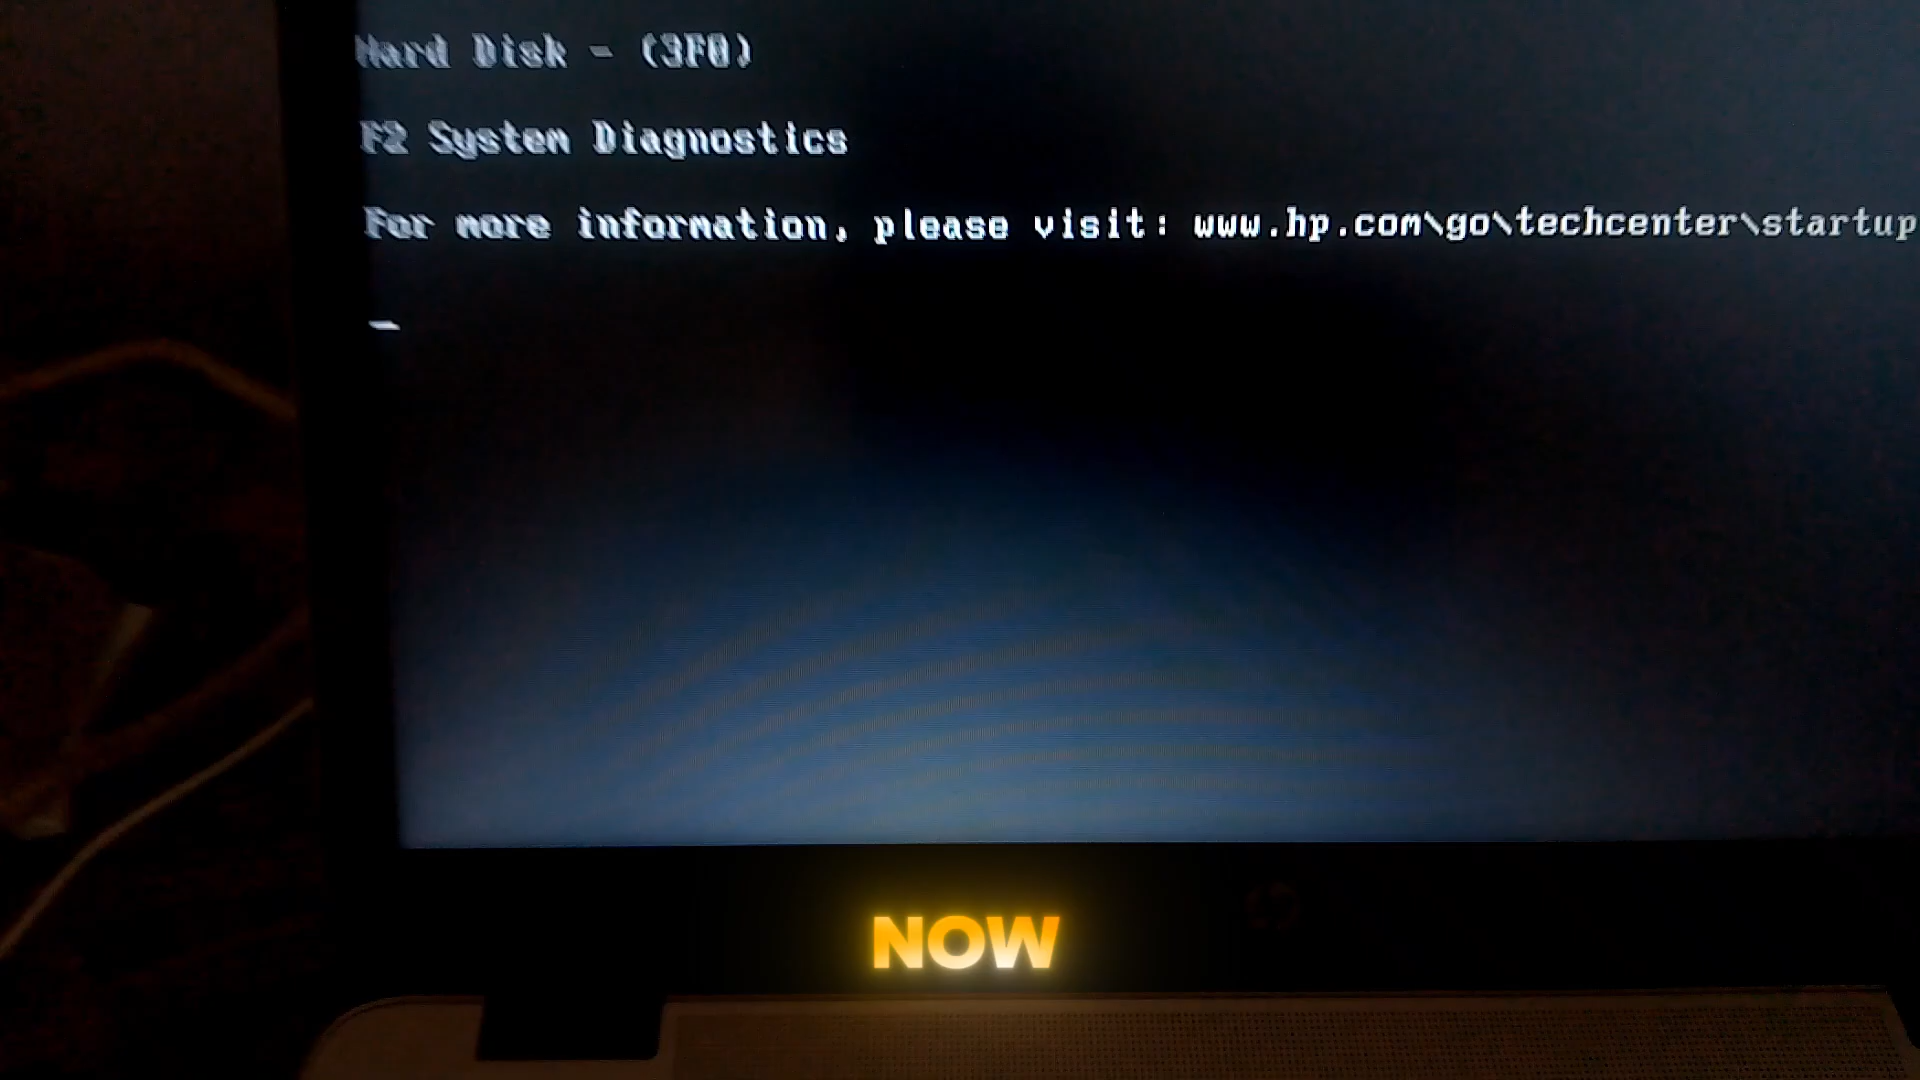 Hard Disk - (3F0)
F2 System Diagnostics
For more information, please visit: www.hp.com\go\techcenter\startup
NOW